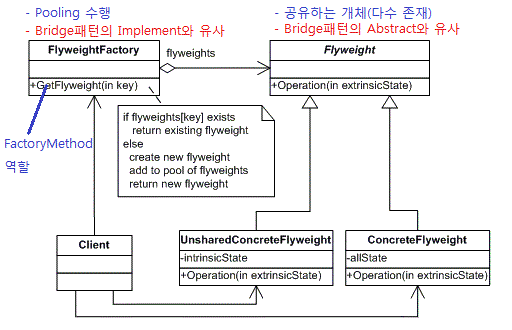 - Pooling 수행
- Bridge패턴의 Implement와 유사
- 공유하는 개체(다수 존재)
- Bridge패턴의 Abstract와 유사
FlyweightFactory
+GetFlyweight(in key)
flyweights
Flyweight
+Operation(in extrinsicState)
FactoryMethod
역할
if flyweights[key] exists
return existing flyweight
else
create new flyweight
add to pool of flyweights
return new flyweight
Client
UnsharedConcreteFlyweight
-intrinsicState
+Operation(in extrinsicState)
ConcreteFlyweight
-allState
+Operation(in extrinsicState)